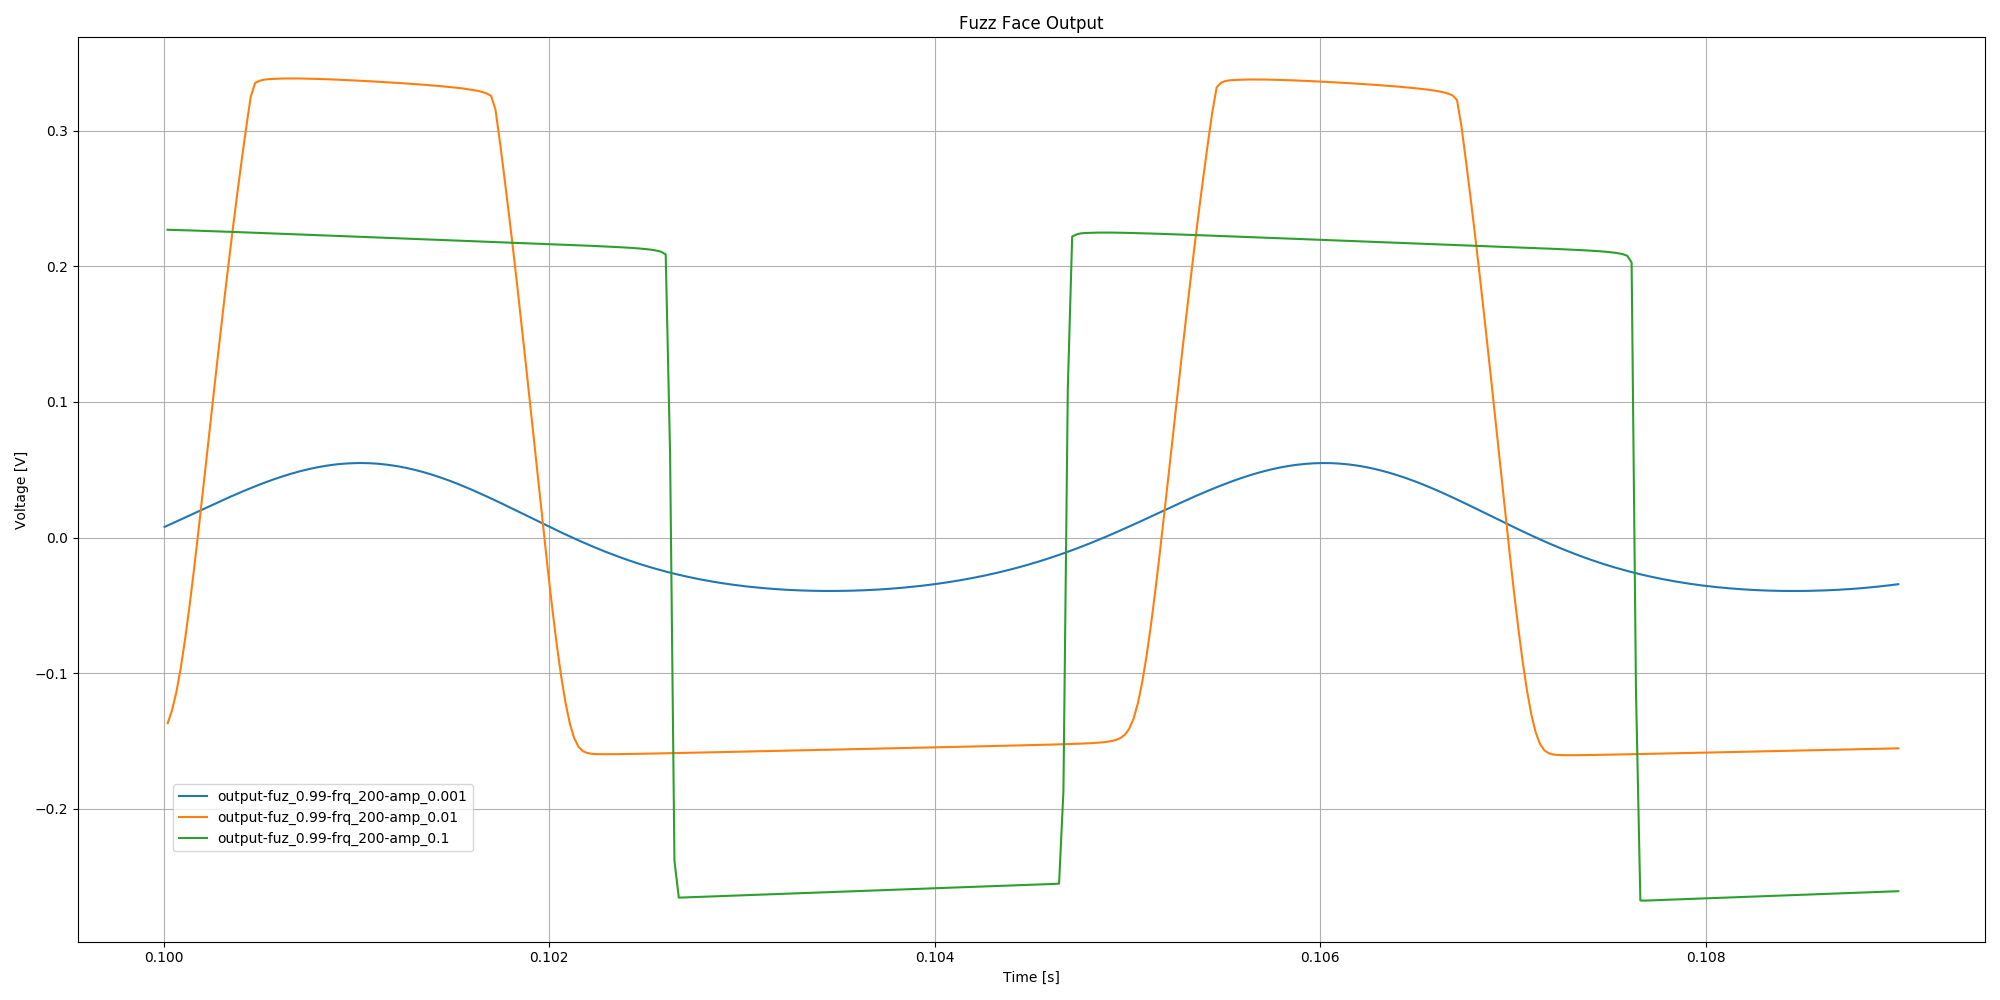 Fuzz Face Output
Voltage [V]
0.3
0.2
0.1
0.0
−0.1
−0.2
output-fuz_0.99-frq_200-amp_0.001
output-fuz_0.99-frq_200-amp_0.01
output-fuz_0.99-frq_200-amp_0.1
0.100 0.102 0.104 0.106 0.108
Time [s]